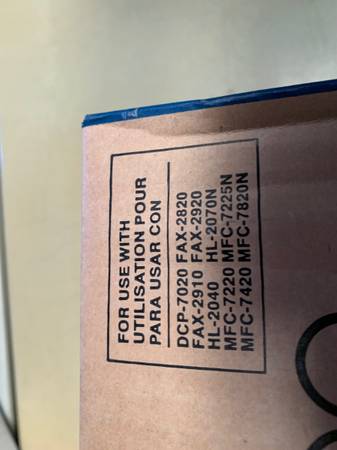 FOR USE WITH
UTILISATION POUR
PARA USAR CON
DCP-7020 FAX-2820
FAX-2910 FAX-2920
HL-2040 HL-2070N
MFC-7220 MFC-7225N
MFC-7420 MFC-7820N